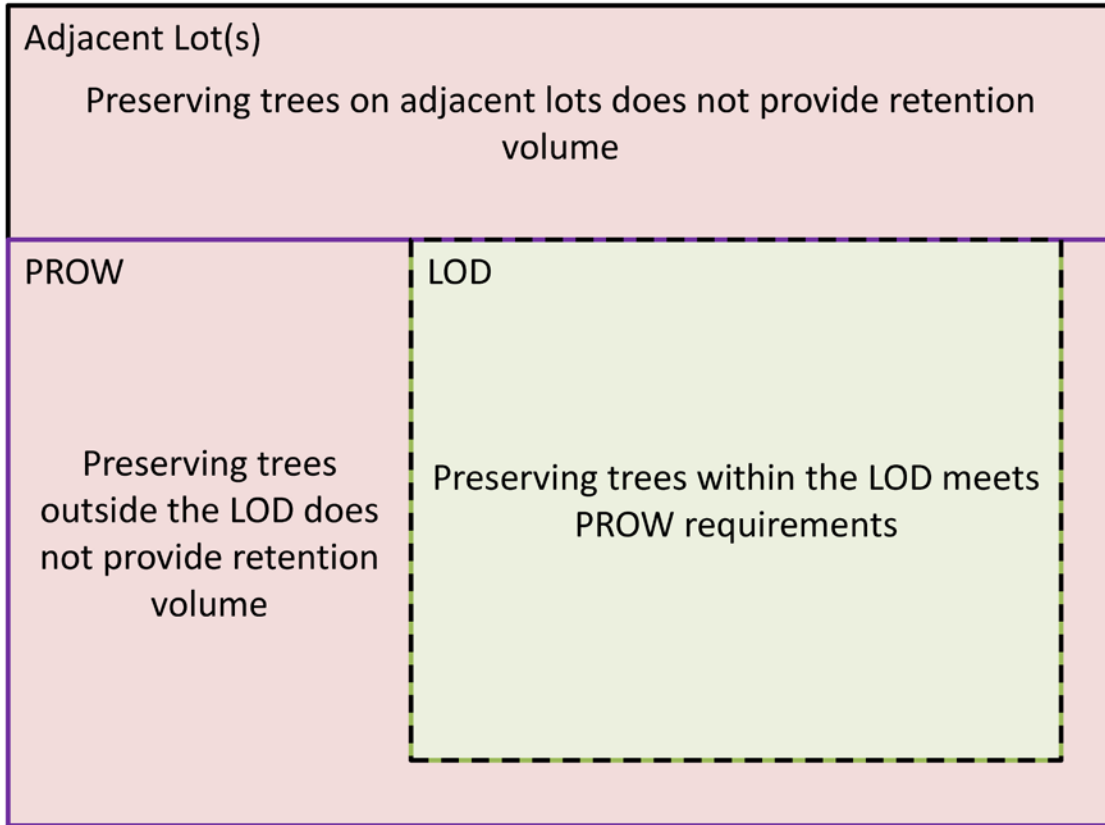 Adjacent Lot(s)
Preserving trees on adjacent lots does not provide retention
volume
PROW
LOD
Preserving trees
outside the LOD does
not provide retention
volume
Preserving trees within the LOD meets
PROW requirements